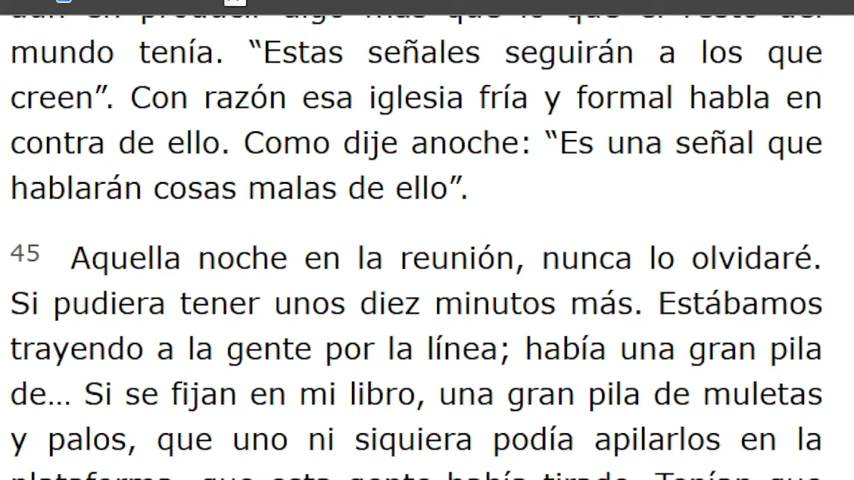 mundo tenía. “Estas señales seguirán a los que
creen”. Con razón esa iglesia fría y formal habla en
contra de ello. Como dije anoche: “Es una señal que
hablarán cosas malas de ello”.
45 Aquella noche en la reunión, nunca lo olvidaré.
Si pudiera tener unos diez minutos más. Estábamos
trayendo a la gente por la línea; había una gran pila
de… Si se fijan en mi libro, una gran pila de muletas
y palos, que uno ni siquiera podía apilarlos en la